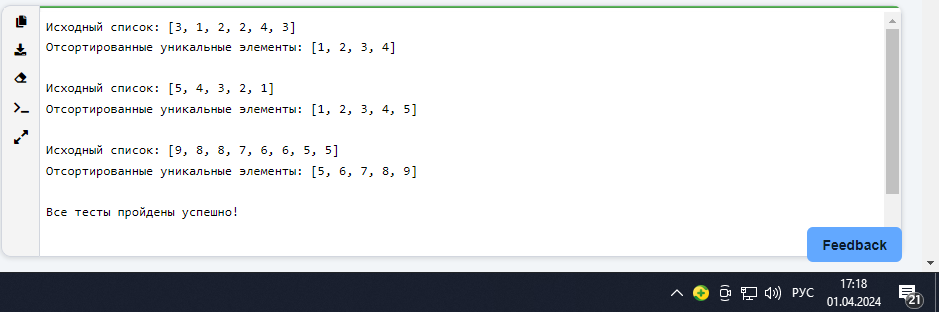 Исходный список: [3, 1, 2, 2, 4, 3]
Отсортированные уникальные элементы: [1, 2, 3, 4]
Исходный список: [5, 4, 3, 2, 1]
Отсортированные уникальные элементы: [1, 2, 3, 4, 5]
Исходный список: [9, 8, 8, 7, 6, 6, 5, 5]
Отсортированные уникальные элементы: [5, 6, 7, 8, 9]
Все тесты пройдены успешно!
Feedback
РУС
17:18
01.04.2024
21